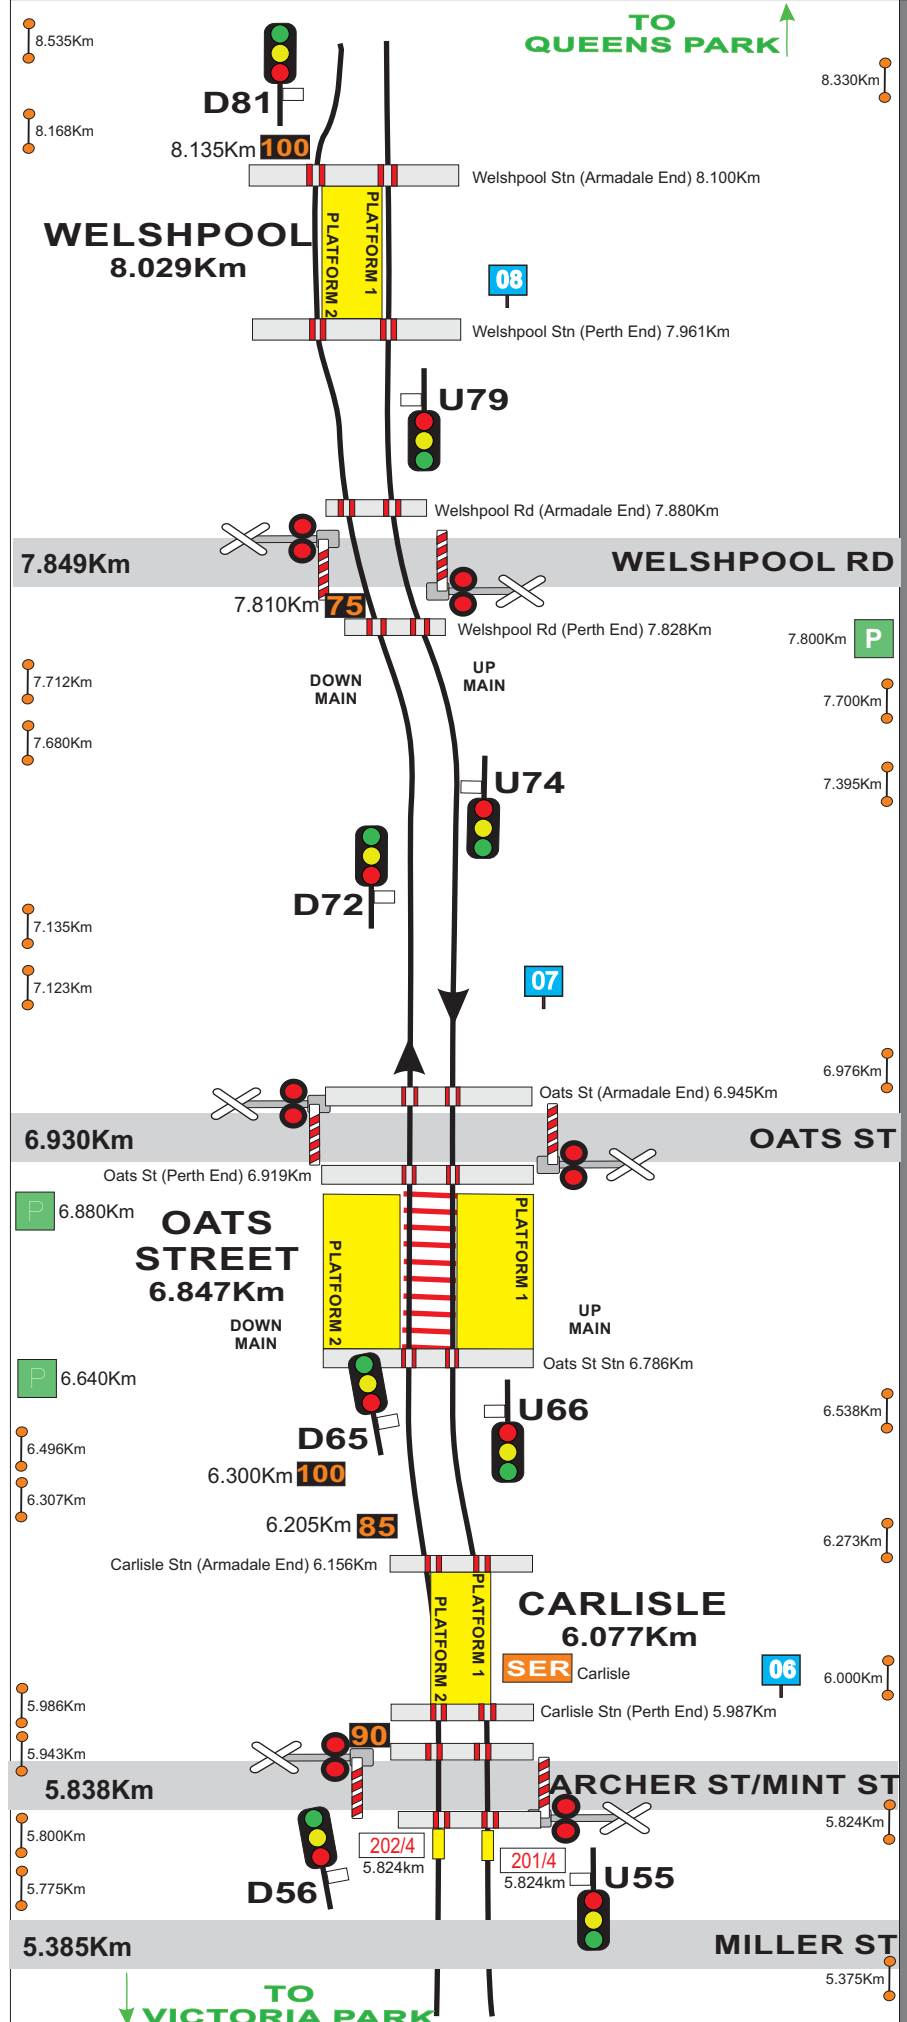 TO
QUEENS PARK
8.535Km
8.330Km
D81
8.168Km
8.135Km 100
Welshpool Stn (Armadale End) 8.100Km
PLATFORM 1
PLATFORM 2
WELSHPOOL
8.029Km
08
Welshpool Stn (Perth End) 7.961Km
U79
Welshpool Rd (Armadale End) 7.880Km
7.849Km
WELSHPOOL RD
7.810Km 75
Welshpool Rd (Perth End) 7.828Km
7.800Km P
DOWN
MAIN
UP
MAIN
7.712Km
7.700Km
7.680Km
U74
7.395Km
D72
7.135Km
07
7.123Km
6.976Km
Oats St (Armadale End) 6.945Km
6.930Km
OATS ST
Oats St (Perth End) 6.919Km
P 6.880Km
OATS
STREET
6.847Km
PLATFORM 2
PLATFORM 1
DOWN
MAIN
UP
MAIN
Oats St Stn 6.786Km
P 6.640Km
U66
6.538Km
D65
6.496Km
6.300Km 100
6.307Km
6.205Km 85
6.273Km
Carlisle Stn (Armadale End) 6.156Km
PLATFORM 1
PLATFORM 2
CARLISLE
6.077Km
SER Carlisle
06
6.000Km
5.986Km
Carlisle Stn (Perth End) 5.987Km
90
5.943Km
5.838Km
ARCHER ST/MINT ST
5.824Km
5.800Km
202/4
5.824km
201/4
5.824km
U55
5.775Km
D56
5.385Km
MILLER ST
5.375Km
TO
VICTORIA PARK